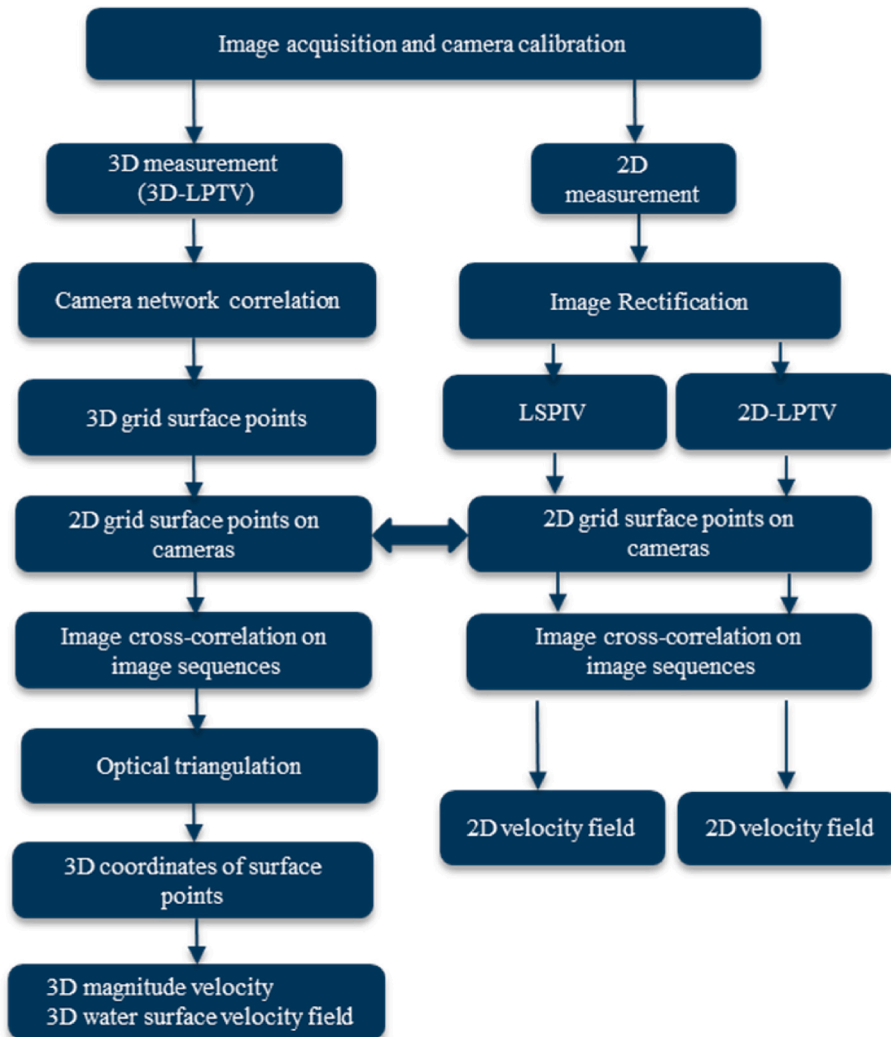 Image acquisition and camera calibration
3D measurement
(3D-LPTV)
2D
measurement
Camera network correlation
Image Rectification
3D grid surface points
LSPIV
2D-LPTV
2D grid surface points on
cameras
2D grid surface points on
cameras
Image cross-correlation on
image sequences
Image cross-correlation on
image sequences
Optical triangulation
2D velocity field
2D velocity field
3D coordinates of surface
points
3D magnitude velocity
3D water surface velocity field